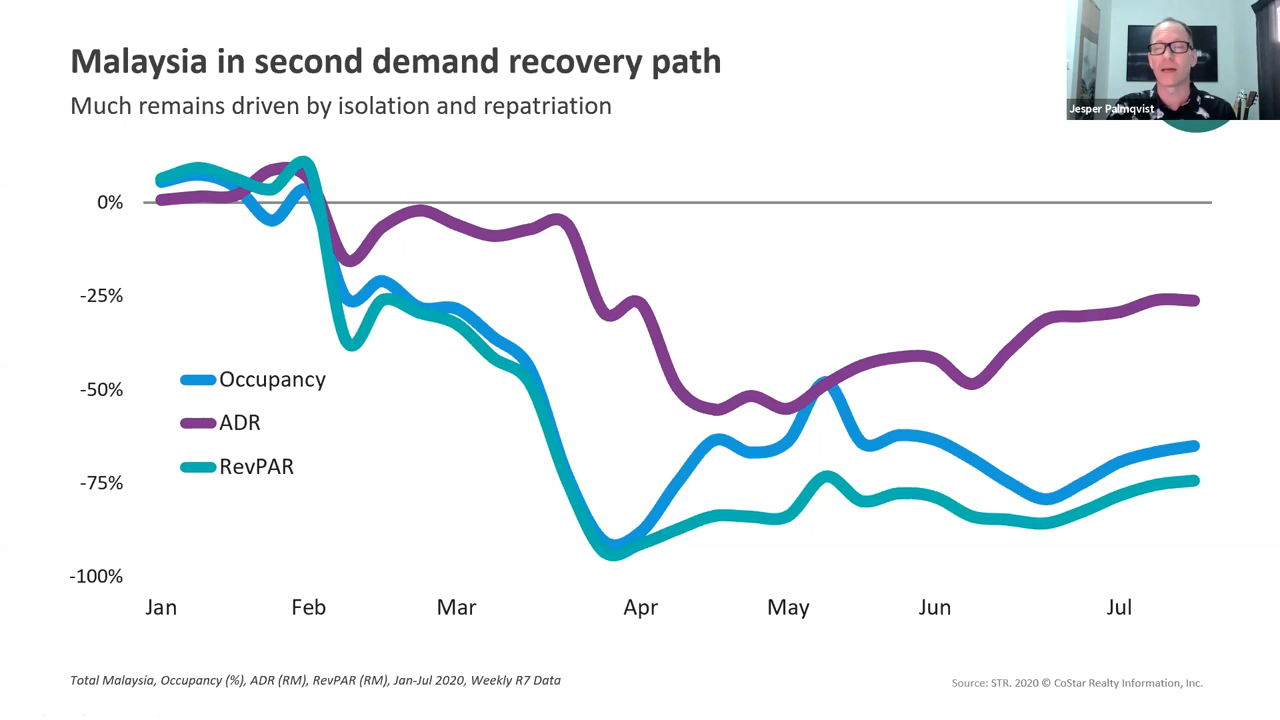 Malaysia in second demand recovery path
Much remains driven by isolation and repatriation
Jesper Palmqvist
0%
-25%
-50%
-75%
-100%
Occupancy
ADR
RevPAR
Jan Feb Mar Apr May Jun Jul
Total Malaysia, Occupancy (%), ADR (RM), RevPAR (RM), Jan-Jul 2020, Weekly R7 Data
Source: STR. 2020 © CoStar Realty Information, Inc.